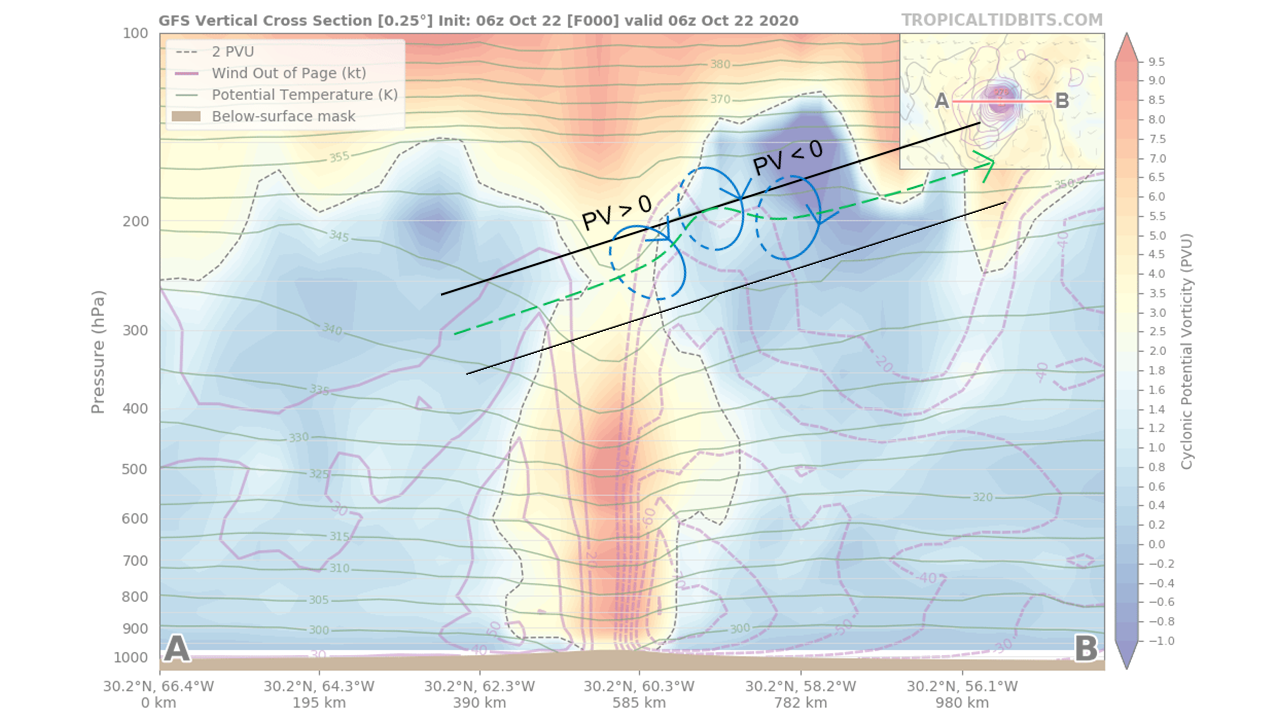 GFS Vertical Cross Section [0.25°] Init: 06z Oct 22 [F000] valid 06z Oct 22 2020
TROPICALTIDBITS.COM
2 PVU
Wind Out of Page (kt)
Potential Temperature (K)
Below-surface mask
A
B
PV > 0
PV < 0
380
370
355
350
345
340
335
330
325
320
315
310
305
300
300
-40
-20
-40
-60
-40
-50
-30
30
50
40
30
Pressure (hPa)
100
200
300
400
500
600
700
800
900
1000
A
B
30.2°N, 66.4°W
0 km
30.2°N, 64.3°W
195 km
30.2°N, 62.3°W
390 km
30.2°N, 60.3°W
585 km
30.2°N, 58.2°W
782 km
30.2°N, 56.1°W
980 km
9.5
9.0
8.5
8.0
7.5
7.0
6.5
6.0
5.5
5.0
4.5
4.0
3.5
3.0
2.5
2.0
1.8
1.6
1.4
1.2
1.0
0.8
0.6
0.4
0.2
0.0
−0.2
−0.4
−0.6
−0.8
−1.0
Cyclonic Potential Vorticity (PVU)